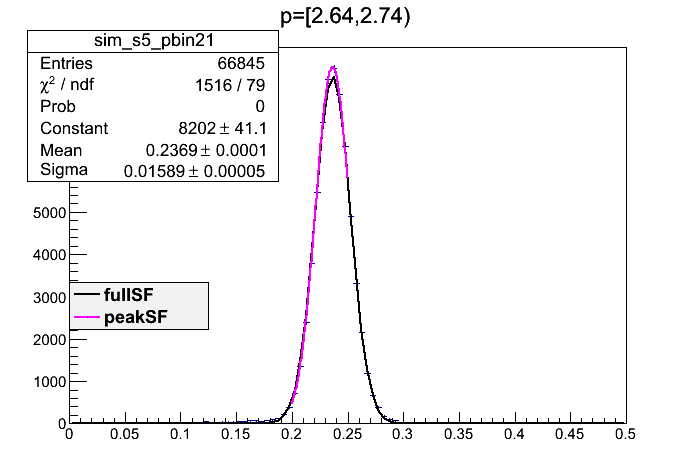 p=[2.64,2.74)
sim_s5_pbin21
Entries 66845
χ² / ndf 1516 / 79
Prob 0
Constant 8202 ± 41.1
Mean 0.2369 ± 0.0001
Sigma 0.01589 ± 0.00005
5000
4000
3000
fullSF
peakSF
2000
1000
0
0 0.05 0.1 0.15 0.2 0.25 0.3 0.35 0.4 0.45 0.5